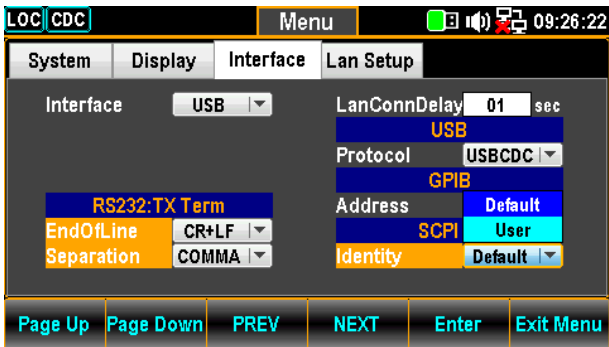 LOC CDC Menu 09:26:22
System Display Interface Lan Setup
Interface USB
LanConnDelay 01 sec
USB
Protocol USBCDC
GPIB
RS232:TX Term
Address Default
EndOfLine CR+LF
SCPI User
Separation COMMA
Identity Default
Page Up Page Down PREV NEXT Enter Exit Menu